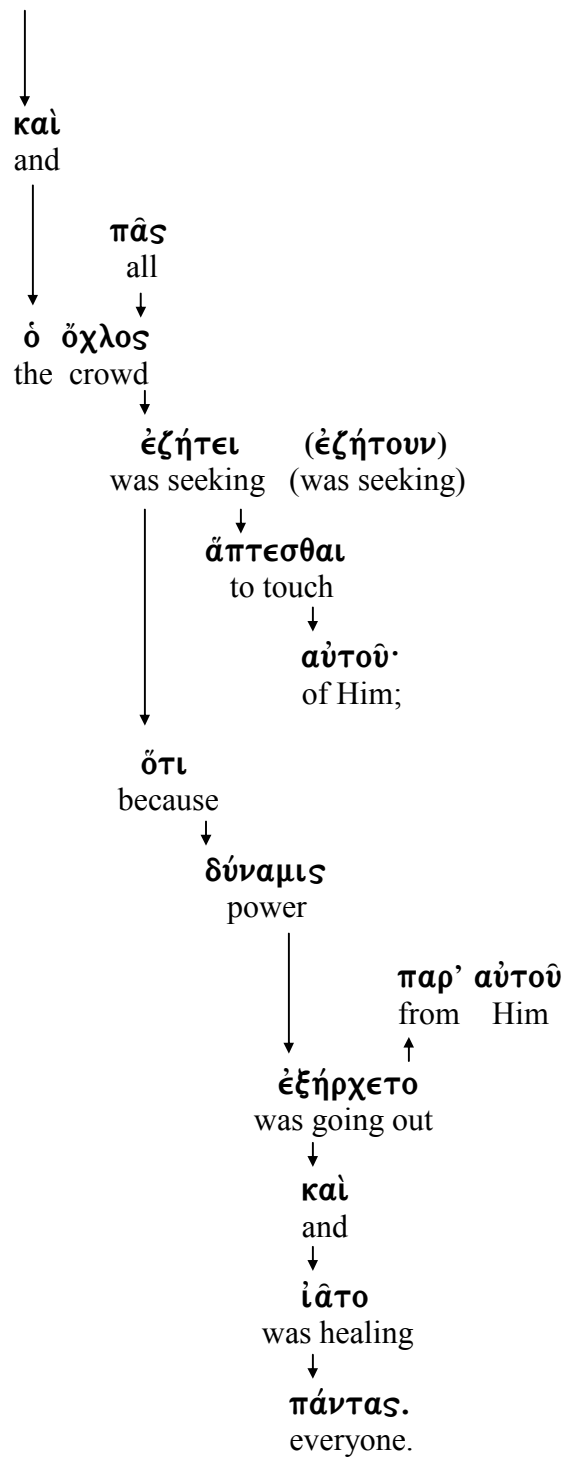 καὶ
and
πᾶς
all
ὁ ὄχλος
the crowd
ἐζήτει (ἐζήτουν)
was seeking (was seeking)
ἅπτεσθαι
to touch
αὐτοῦ·
of Him;
ὅτι
because
δύναμις
power
παρ’ αὐτοῦ
from Him
ἐξήρχετο
was going out
καὶ
and
ἰᾶτο
was healing
πάντας.
everyone.